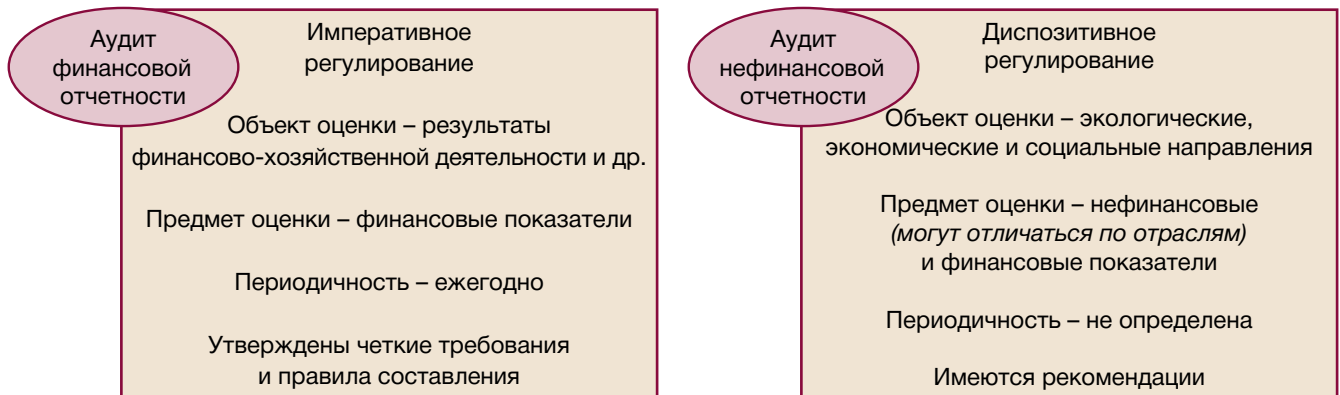 Аудит
финансовой
отчетности
Императивное
регулирование
Объект оценки – результаты
финансово-хозяйственной деятельности и др.
Предмет оценки – финансовые показатели
Периодичность – ежегодно
Утверждены четкие требования
и правила составления
Аудит
нефинансовой
отчетности
Диспозитивное
регулирование
Объект оценки – экологические,
экономические и социальные направления
Предмет оценки – нефинансовые
(могут отличаться по отраслям)
и финансовые показатели
Периодичность – не определена
Имеются рекомендации